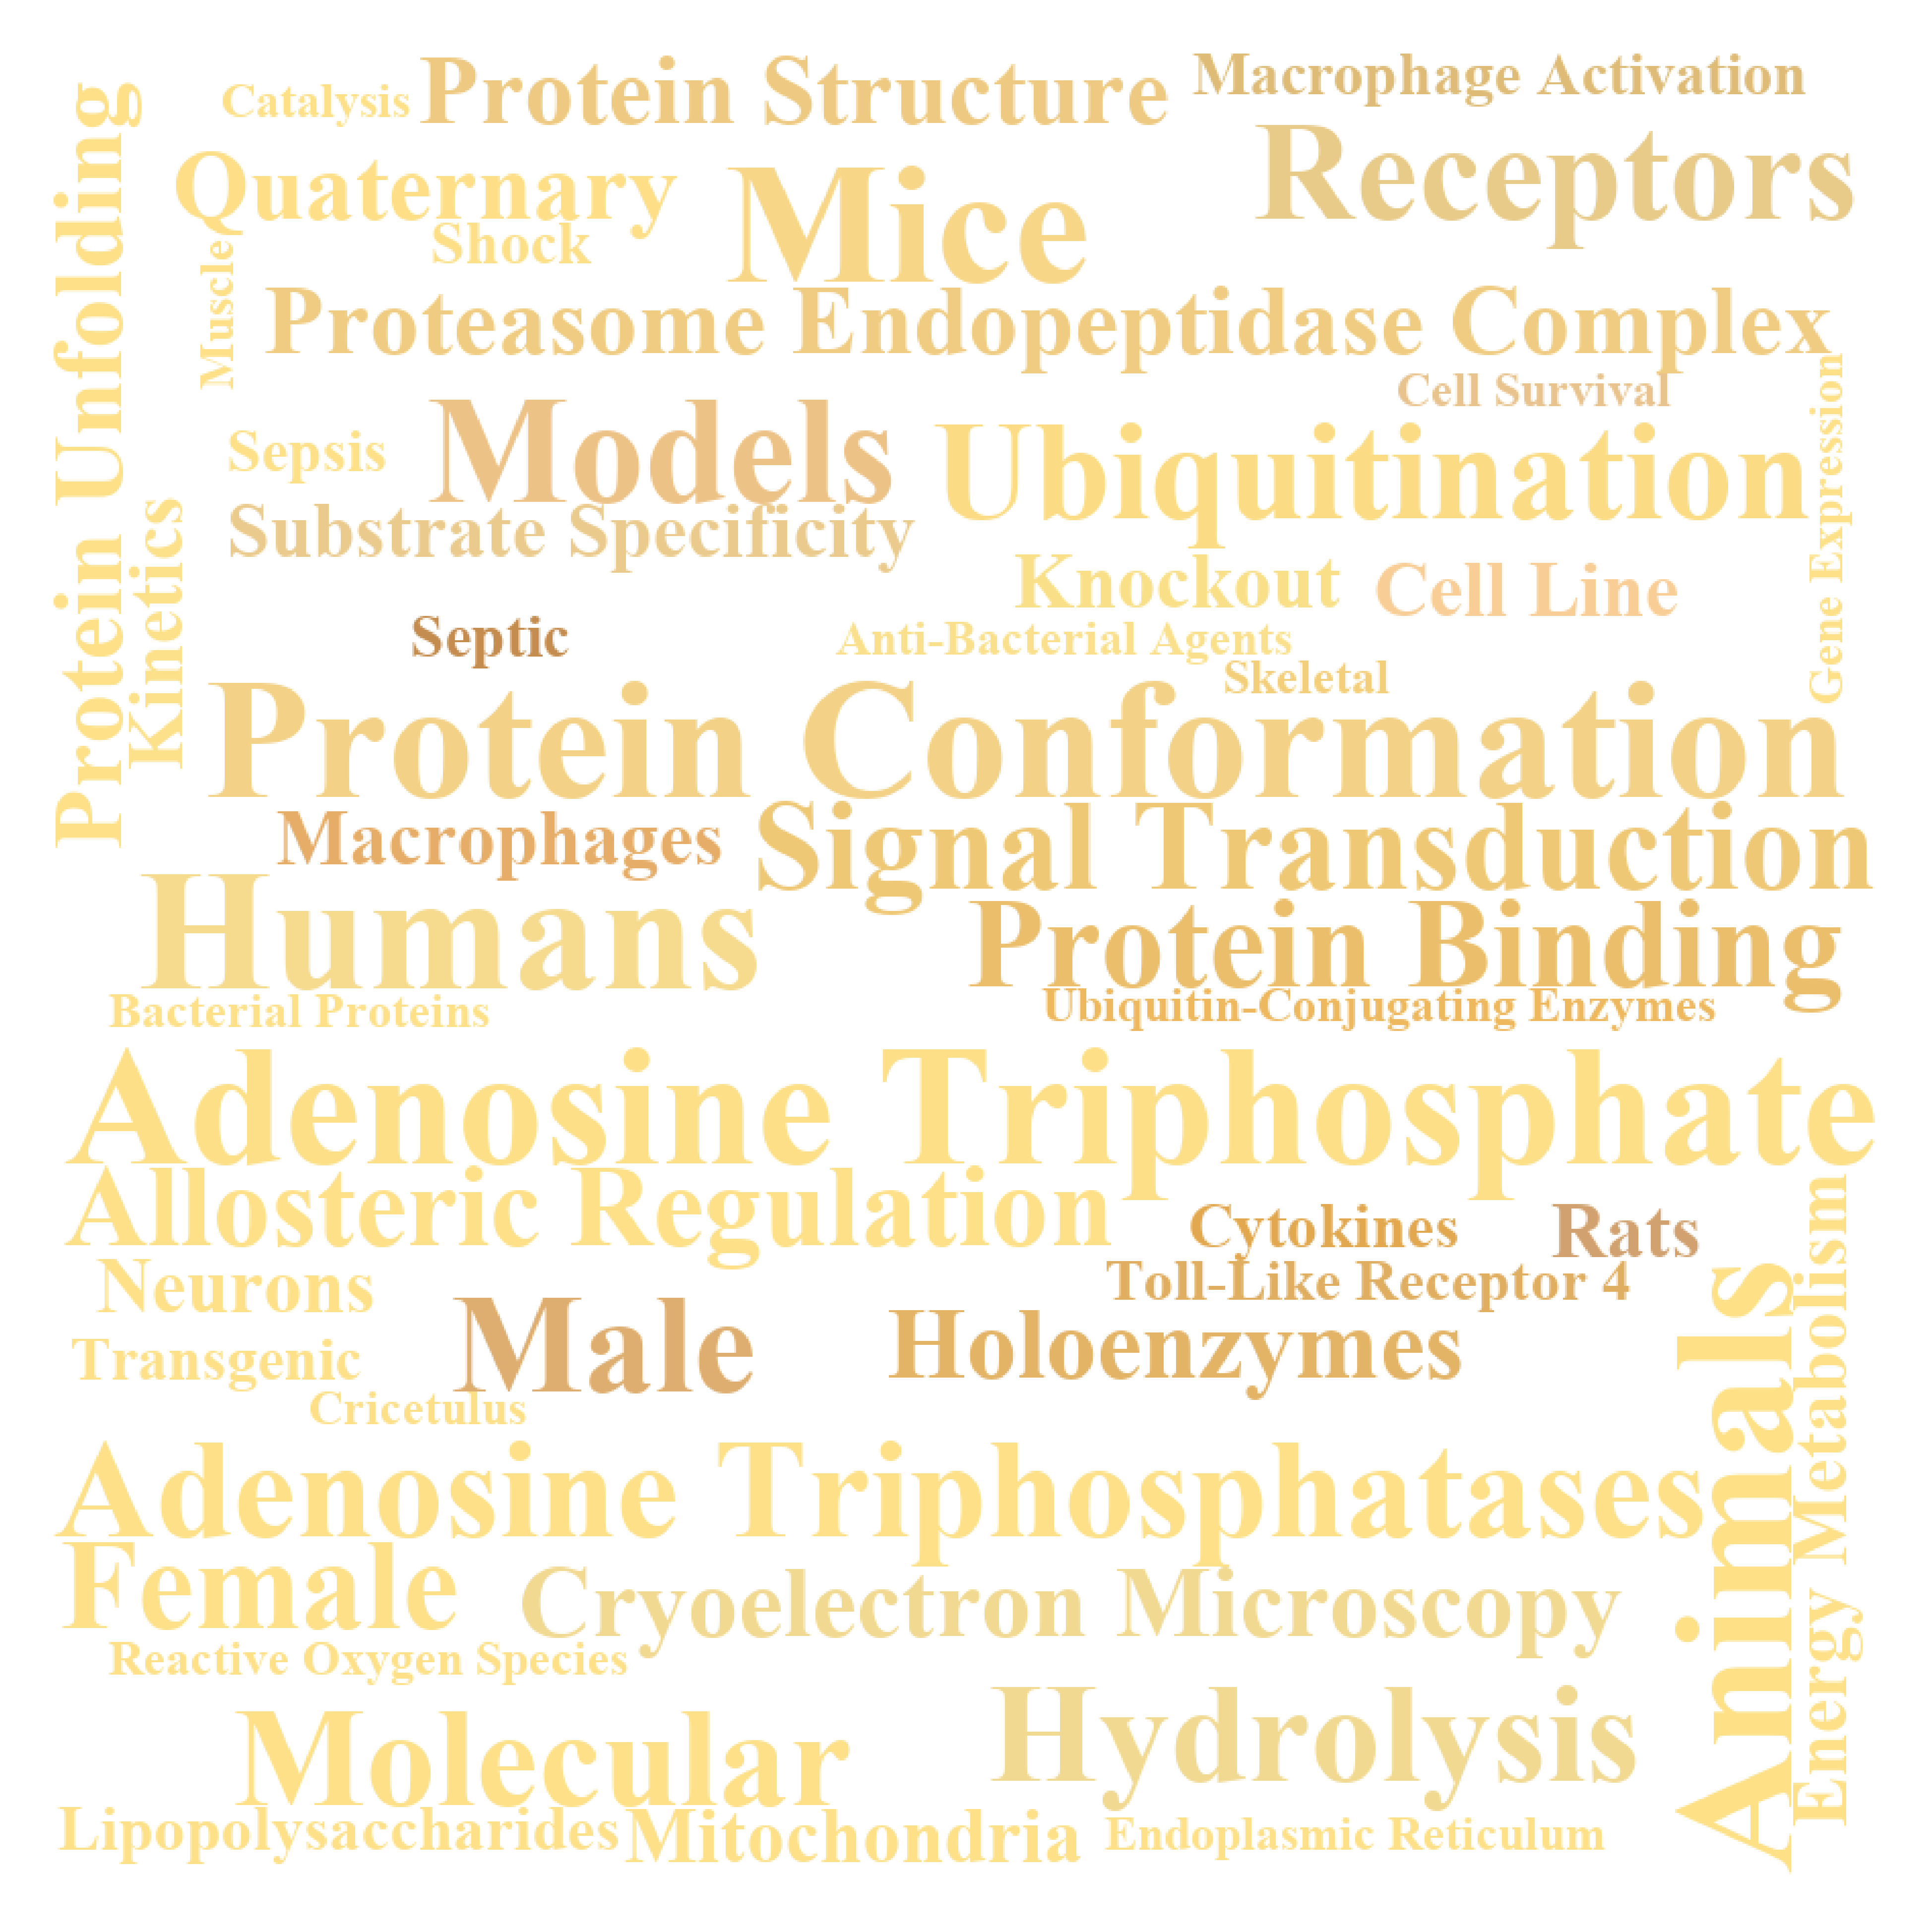 Catalysis
Protein Structure
Macrophage Activation
Protein Unfolding
Quaternary
Mice
Receptors
Shock
Muscle
Proteasome Endopeptidase Complex
Cell Survival
Gene Expression
Models
Sepsis
Ubiquitination
Substrate Specificity
Kinetics
Knockout
Cell Line
Septic
Anti-Bacterial Agents
Skeletal
Protein Conformation
Macrophages
Signal Transduction
Humans
Protein Binding
Bacterial Proteins
Ubiquitin-Conjugating Enzymes
Adenosine Triphosphate
Allosteric Regulation
Cytokines
Rats
Energy Metabolism
Neurons
Toll-Like Receptor 4
Animals
Male
Holoenzymes
Transgenic
Cricetulus
Adenosine Triphosphatases
Female
Cryoelectron Microscopy
Reactive Oxygen Species
Hydrolysis
Molecular
Lipopolysaccharides
Mitochondria
Endoplasmic Reticulum